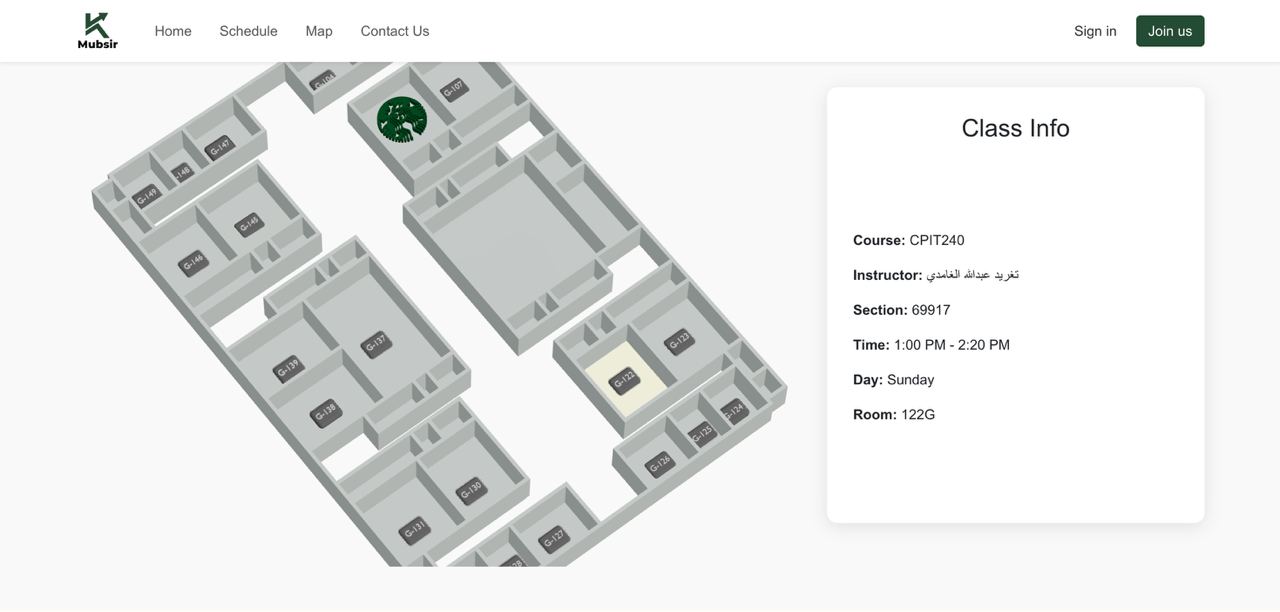 Mubsir
Home
Schedule
Map
Contact Us
Sign in
Join us
G-104
G-107
G-147
G-148
G-149
G-145
G-146
G-137
G-139
G-138
G-123
G-122
G-124
G-125
G-126
G-130
G-131
G-127
Class Info
Course: CPIT240
Instructor: تغريد عبدالله الغامدي
Section: 69917
Time: 1:00 PM - 2:20 PM
Day: Sunday
Room: 122G